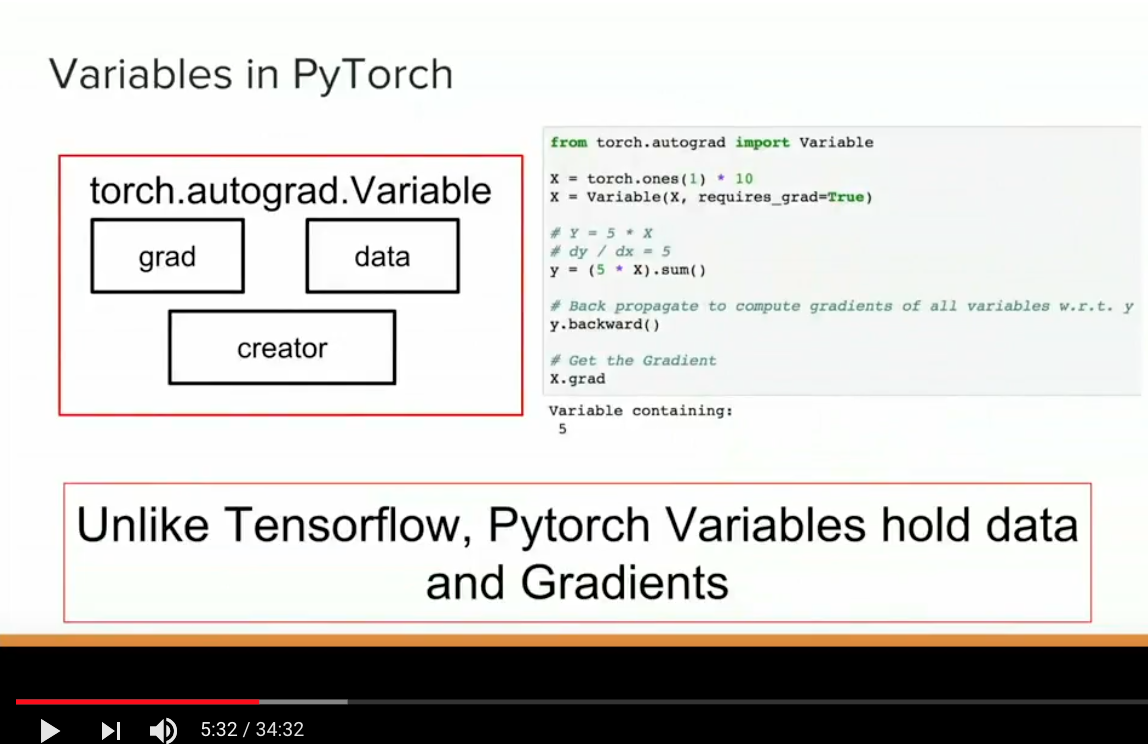 Variables in PyTorch
torch.autograd.Variable
grad
data
creator
from torch.autograd import Variable
X = torch.ones(1) * 10
X = Variable(X, requires_grad=True)
# Y = 5 * X
# dy / dx = 5
y = (5 * X).sum()
# Back propagate to compute gradients of all variables w.r.t. y
y.backward()
# Get the Gradient
X.grad
Variable containing:
5
Unlike Tensorflow, Pytorch Variables hold data
and Gradients
5:32 / 34:32